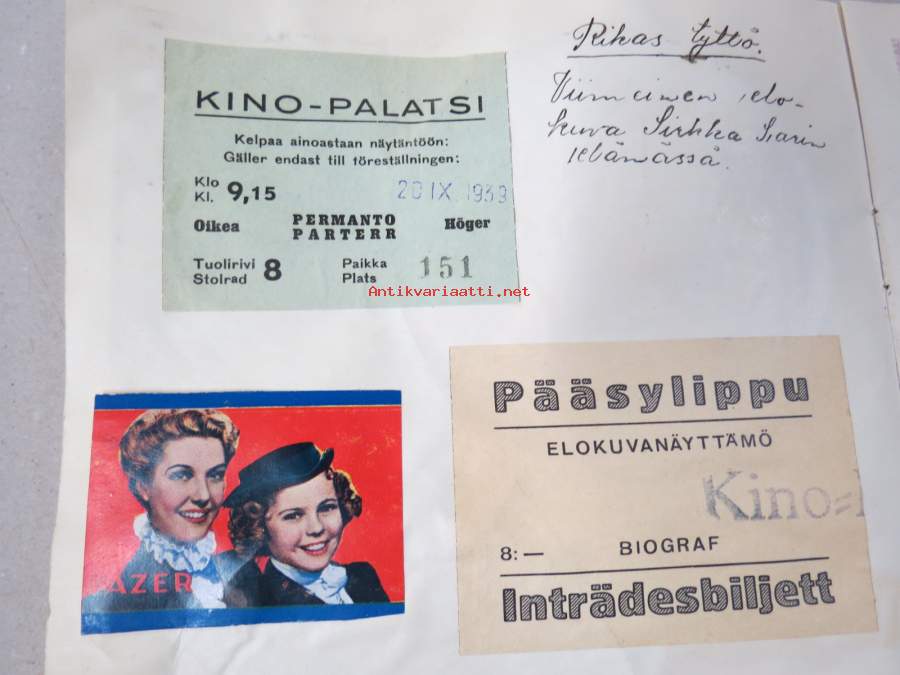 KINO-PALATSI
Kelpaa ainoastaan näytäntöön:
Gäller endast till föreställningen:
Klo
Kl. 9,15 20 IX 1939
Oikea PERMANTO Höger
PARTERR
Tuolirivi 8 Paikka 151
Stolrad Plats
Antikvariaatti.net
Rikas tyttö.
Viimeinen elo-
kuva Sirkka Sarin
elämässä.
AZER
Pääsylippu
ELOKUVANÄYTTÄMÖ
Kino=
8:— BIOGRAF
Inträdesbiljett